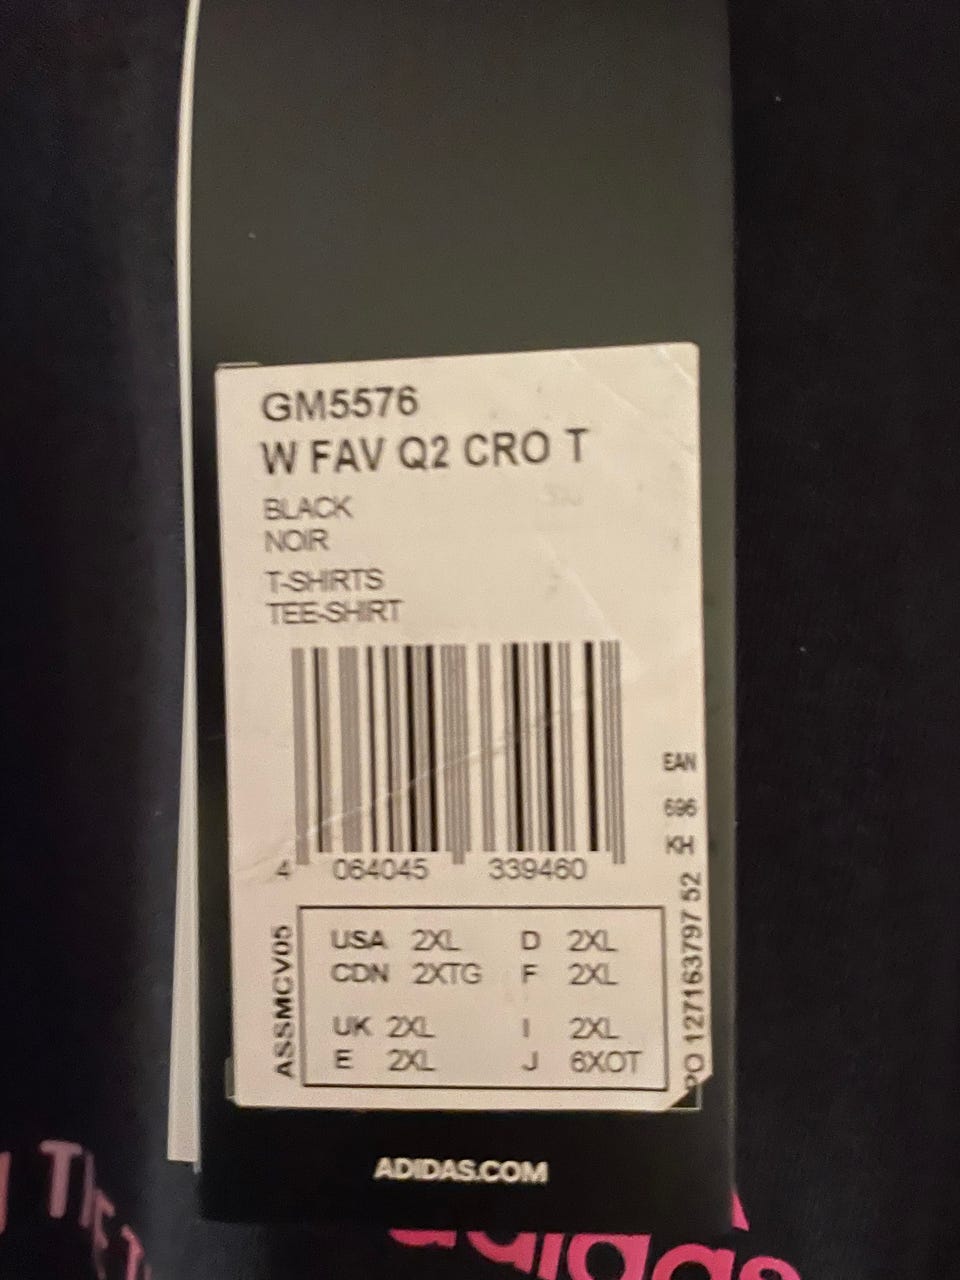 GM5576
W FAV Q2 CRO T
BLACK
NOIR
T-SHIRTS
TEE-SHIRT
EAN
696
KH
4 064045 339460
PO 127163797 52
ASSMCV05
USA 2XL D 2XL
CDN 2XTG F 2XL
UK 2XL I 2XL
E 2XL J 6XOT
ADIDAS.COM
adidas